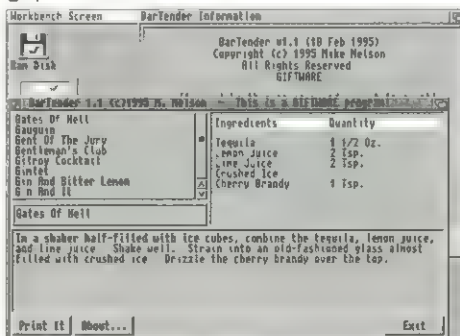 Workbench Screen
BarTender Information
BarTender v1.1 (18 Feb 1995)
Copyright (c) 1995 Mike Nelson
All Rights Reserved
GIFTWARE
Ram Disk
BarTender 1.1 (C)1995 M. Nelson - This is a GIFTWARE program
Gates Of Hell
Gauguin
Gent Of The Jury
Gentleman's Club
Gilroy Cocktail
Gimlet
Gin And Bitter Lemon
Gin And It
Gates Of Hell
Ingredients Quantity
Tequila 1 1/2 Oz.
Lemon Juice 2 Tsp.
Lime Juice 2 Tsp.
Crushed Ice
Cherry Brandy 1 Tsp.
In a shaker half-filled with ice cubes, combine the tequila, lemon juice,
and lime juice Shake well. Strain into an old-fashioned glass almost
filled with crushed ice Drizzle the cherry brandy over the top.
Print It About... Exit